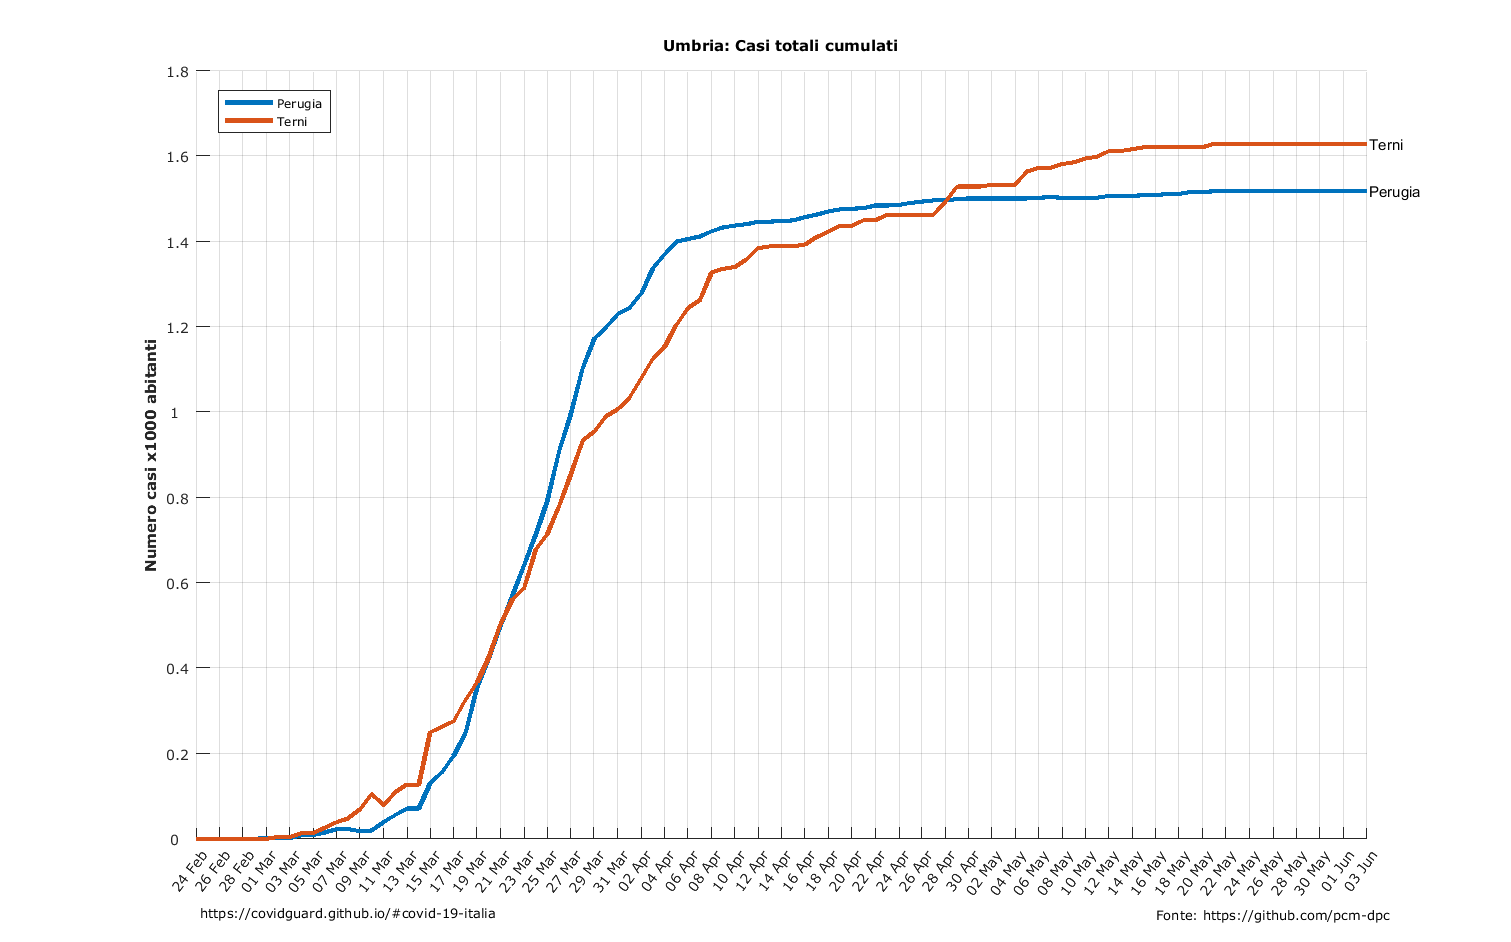 Umbria: Casi totali cumulati
Perugia
Terni
Numero casi x1000 abitanti
1.8
1.6
1.4
1.2
1
0.8
0.6
0.4
0.2
0
Terni
Perugia
24 Feb
26 Feb
28 Feb
01 Mar
03 Mar
05 Mar
07 Mar
09 Mar
11 Mar
13 Mar
15 Mar
17 Mar
19 Mar
21 Mar
23 Mar
25 Mar
27 Mar
29 Mar
31 Mar
02 Apr
04 Apr
06 Apr
08 Apr
10 Apr
12 Apr
14 Apr
16 Apr
18 Apr
20 Apr
22 Apr
24 Apr
26 Apr
28 Apr
30 Apr
02 May
04 May
06 May
08 May
10 May
12 May
14 May
16 May
18 May
20 May
22 May
24 May
26 May
28 May
30 May
01 Jun
03 Jun
https://covidguard.github.io/#covid-19-italia
Fonte: https://github.com/pcm-dpc